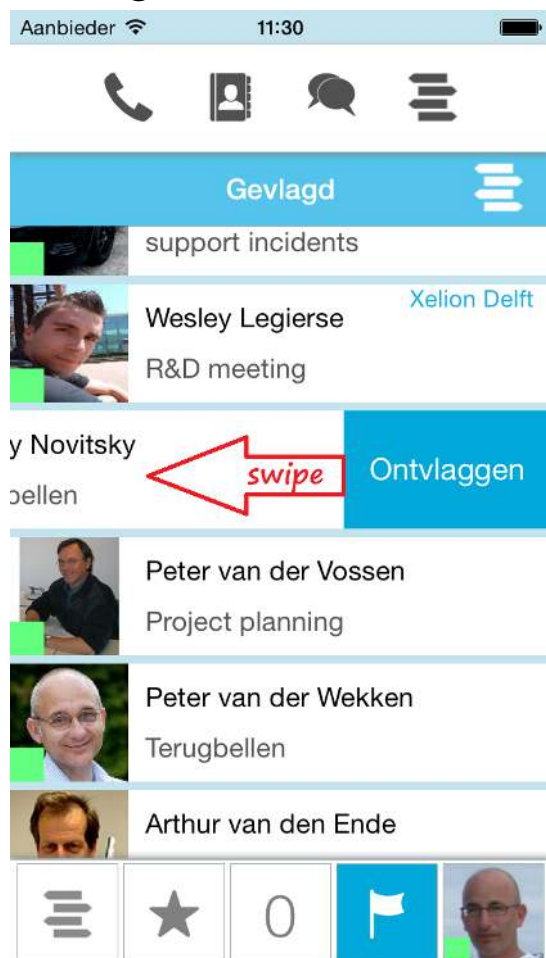 Aanbieder 11:30
Gevlagd
support incidents
Wesley Legierse Xelion Delft
R&D meeting
y Novitsky
swipe Ontvlaggen
bellen
Peter van der Vossen
Project planning
Peter van der Wekken
Terugbellen
Arthur van den Ende
0